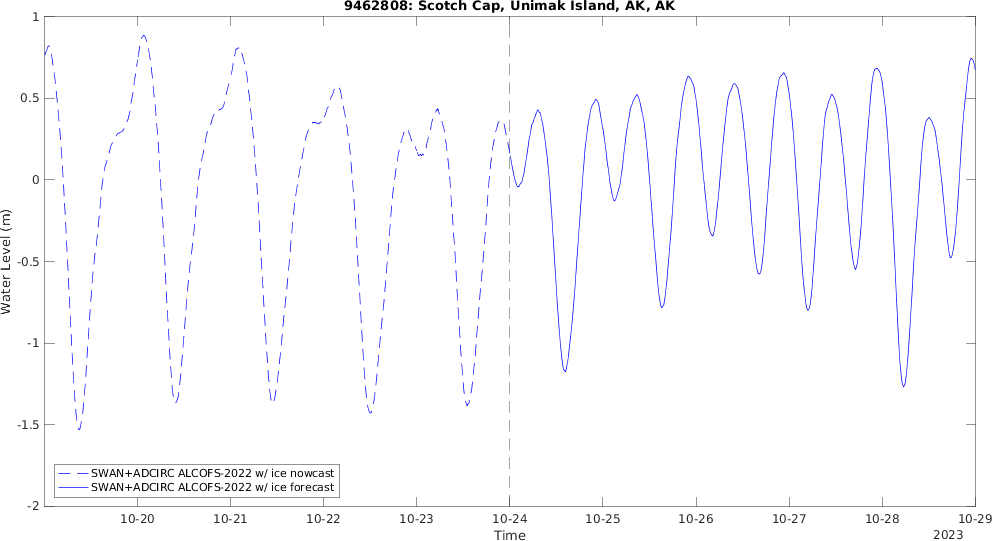 9462808: Scotch Cap, Unimak Island, AK, AK
1
0.5
0
-0.5
-1
-1.5
-2
Water Level (m)
SWAN+ADCIRC ALCOFS-2022 w/ ice nowcast
SWAN+ADCIRC ALCOFS-2022 w/ ice forecast
10-20 10-21 10-22 10-23 10-24 10-25 10-26 10-27 10-28 10-29
Time
2023